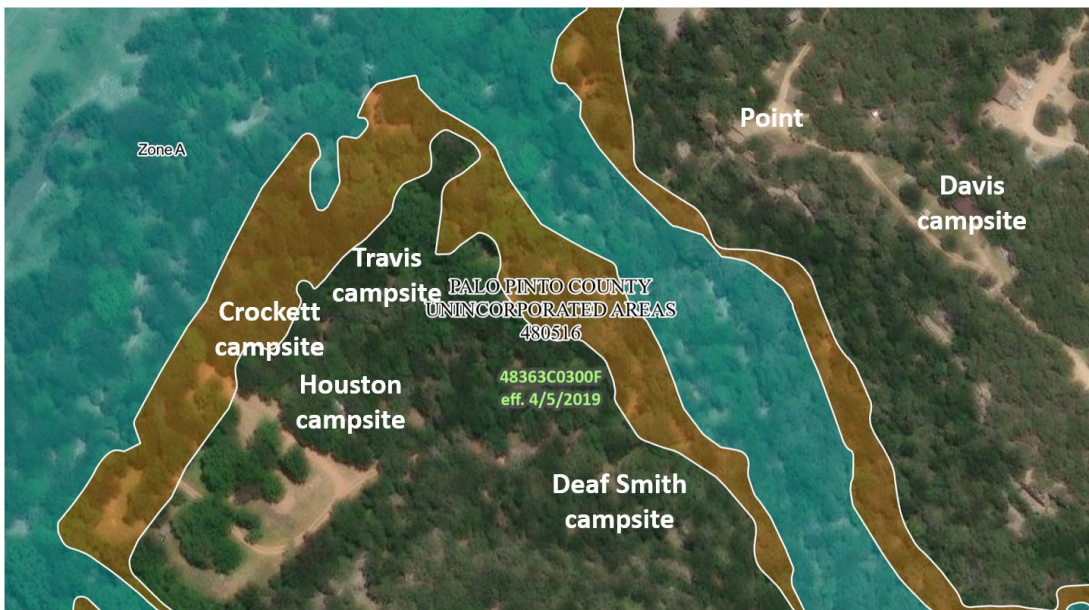 Zone A
Point
Davis
campsite
Travis
campsite
PALO PINTO COUNTY
UNINCORPORATED AREAS
480516
Crockett
campsite
Houston
campsite
48363C0300F
eff. 4/5/2019
Deaf Smith
campsite